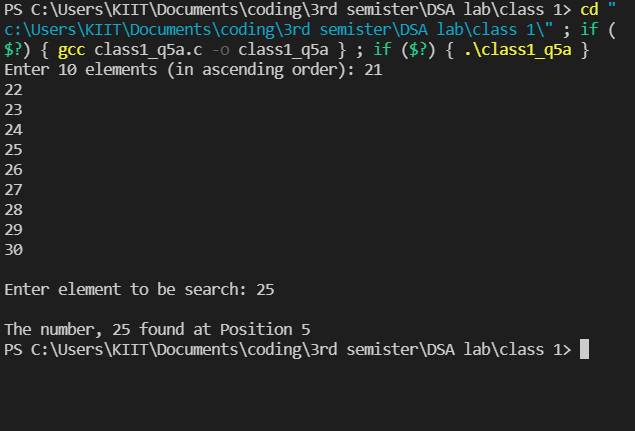 PS C:\Users\KIIT\Documents\coding\3rd semister\DSA lab\class 1> cd "
c:\Users\KIIT\Documents\coding\3rd semister\DSA lab\class 1\" ; if (
$?) { gcc class1_q5a.c -o class1_q5a } ; if ($?) { .\class1_q5a }
Enter 10 elements (in ascending order): 21
22
23
24
25
26
27
28
29
30
Enter element to be search: 25
The number, 25 found at Position 5
PS C:\Users\KIIT\Documents\coding\3rd semister\DSA lab\class 1>